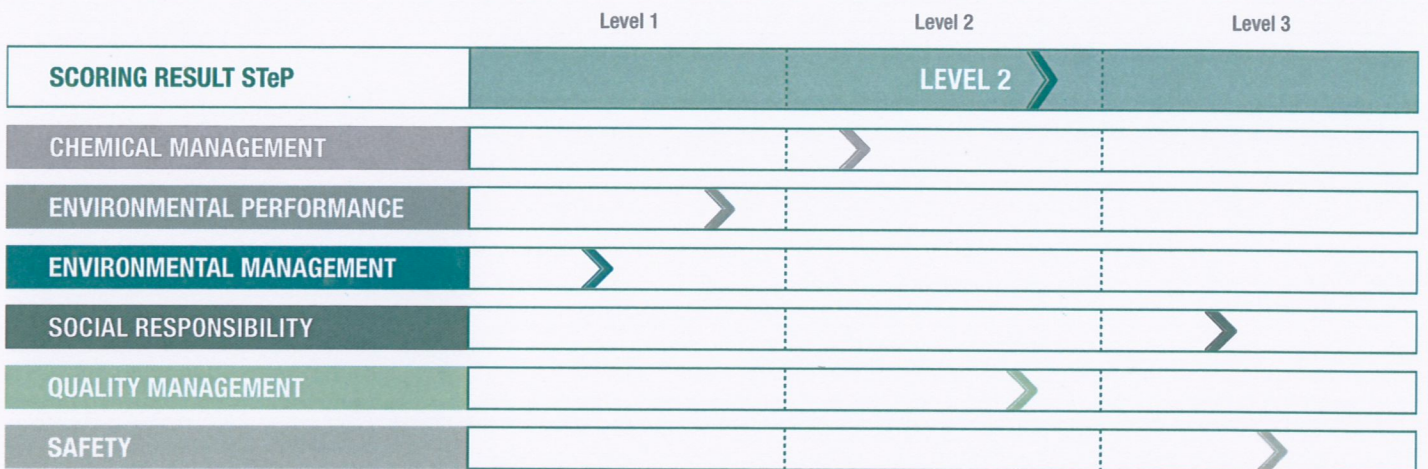 Level 1 Level 2 Level 3
SCORING RESULT STeP LEVEL 2
CHEMICAL MANAGEMENT
ENVIRONMENTAL PERFORMANCE
ENVIRONMENTAL MANAGEMENT
SOCIAL RESPONSIBILITY
QUALITY MANAGEMENT
SAFETY